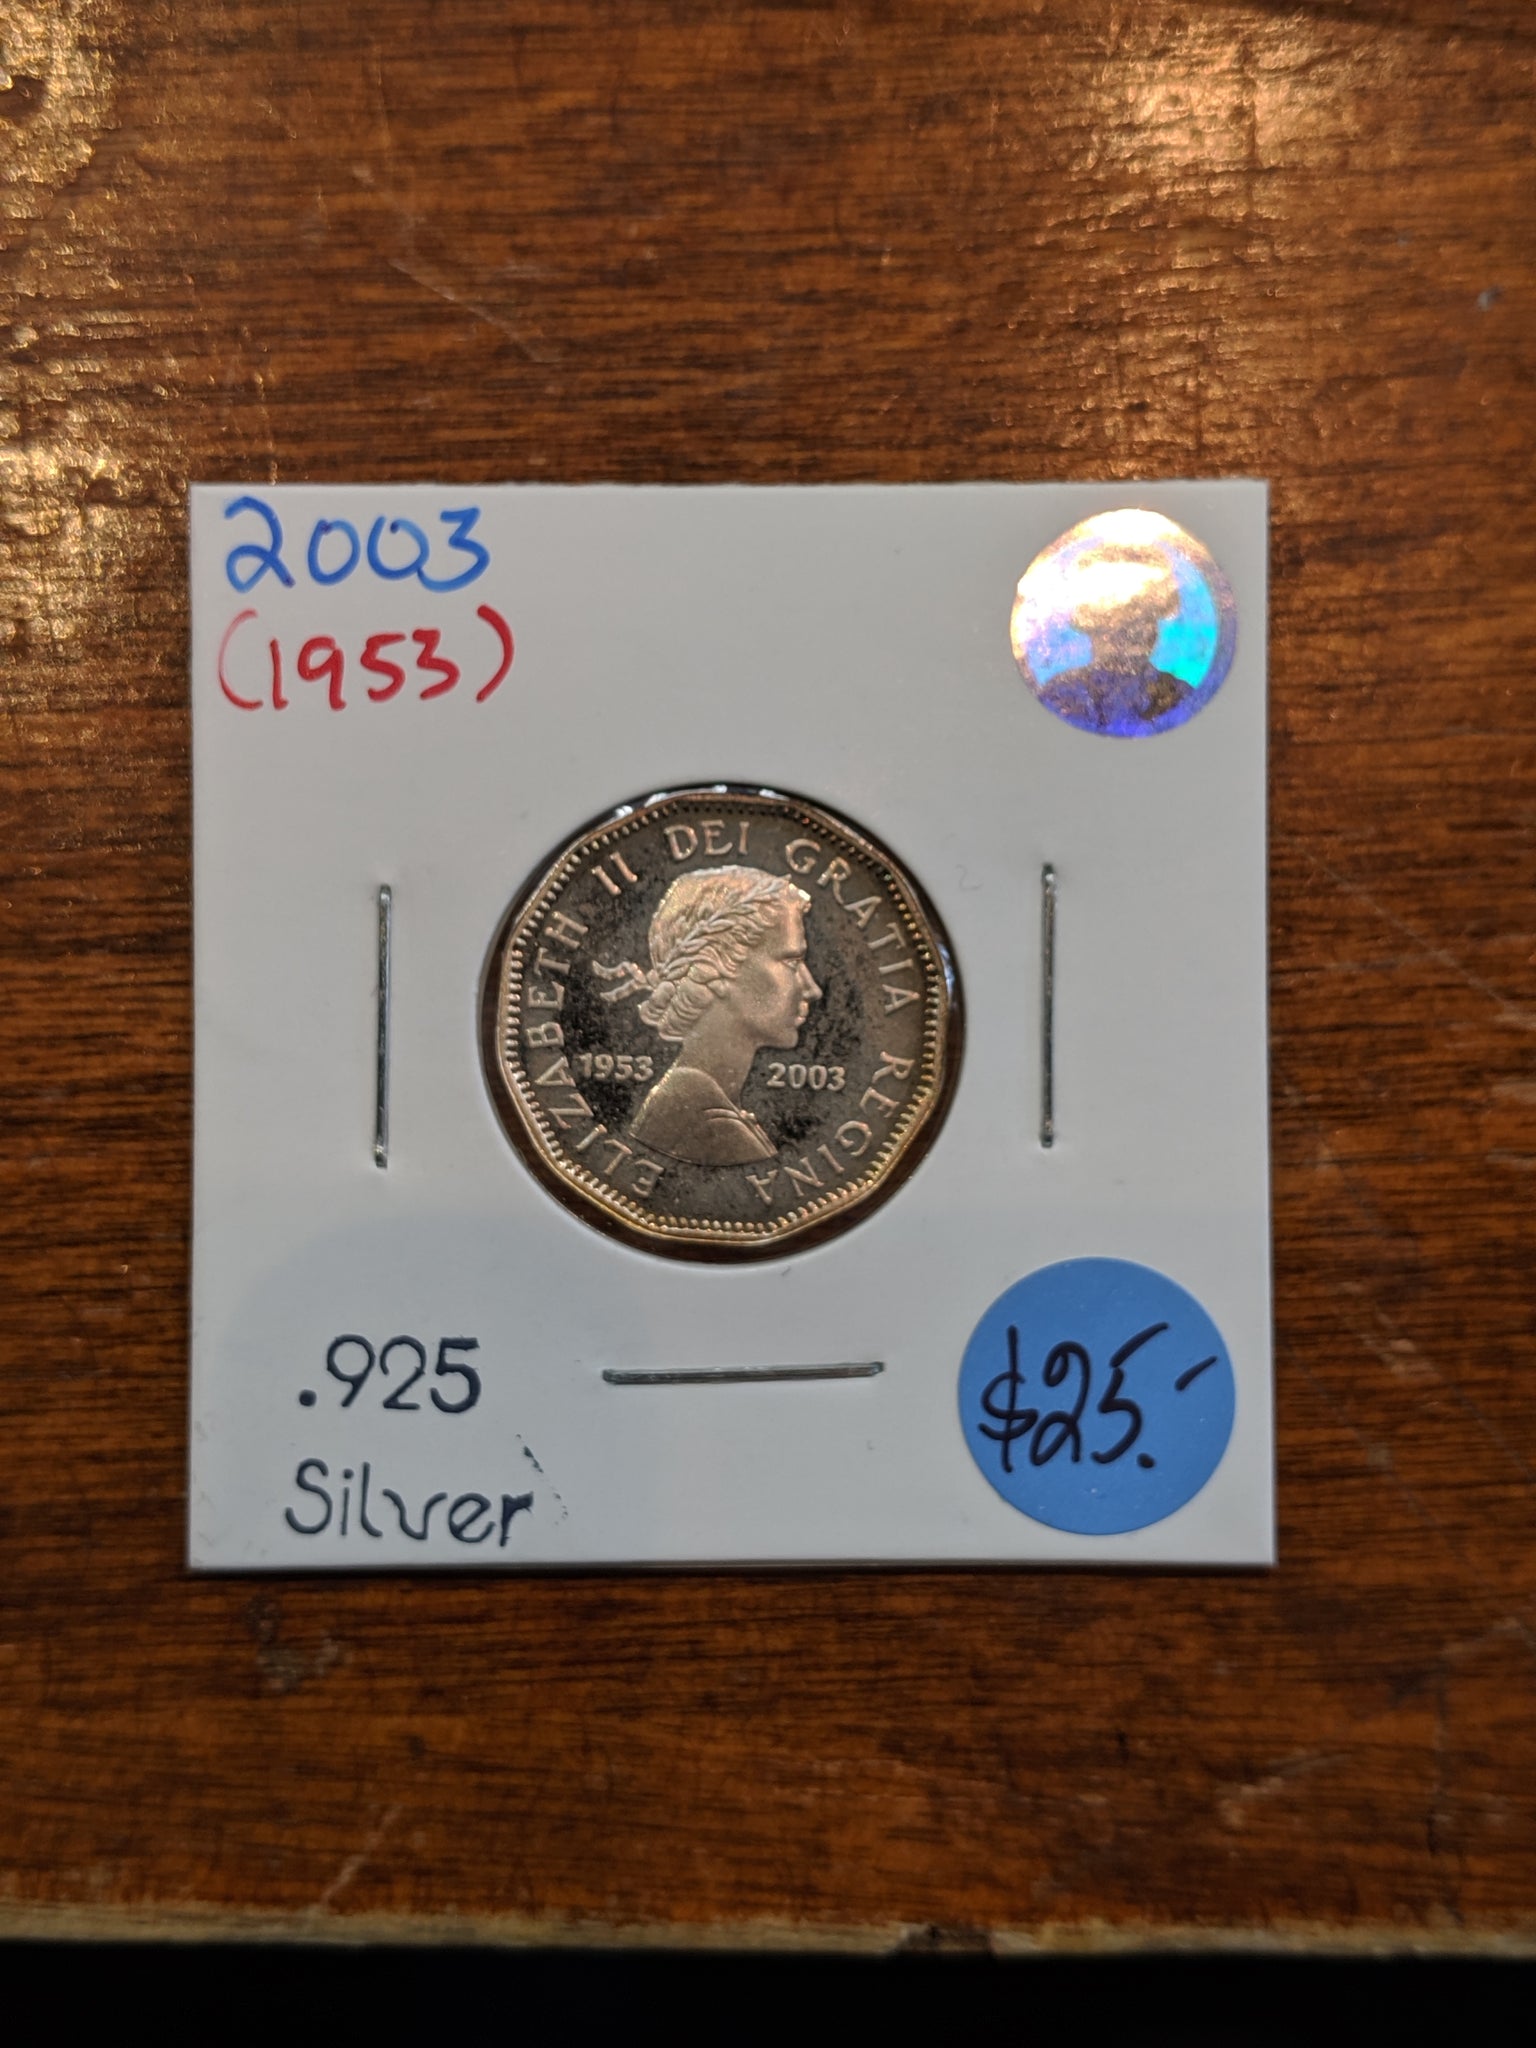 2003
(1953)
ELIZABETH II DEI GRATIA REGINA
1953 2003
.925
Silver
$25.-